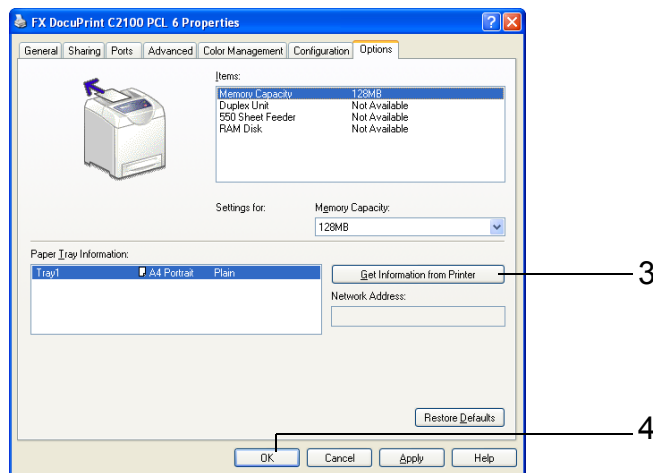 FX DocuPrint C2100 PCL 6 Properties
General Sharing Ports Advanced Color Management Configuration Options
Items:
Memory Capacity 128MB
Duplex Unit Not Available
550 Sheet Feeder Not Available
RAM Disk Not Available
Settings for: Memory Capacity:
128MB
Paper Tray Information:
Tray1 A4 Portrait Plain
Get Information from Printer 3
Network Address:
Restore Defaults
4
OK Cancel Apply Help